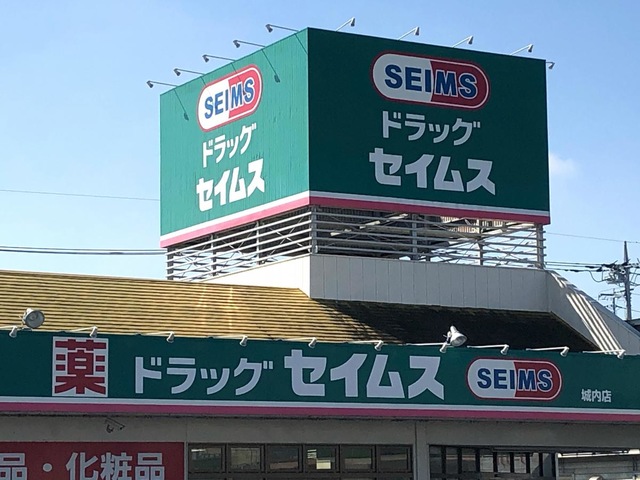 SEIMS
ドラッグ
セイムス
SEIMS
ドラッグ
セイムス
薬 ドラッグ セイムス SEIMS 城内店
品・化粧品